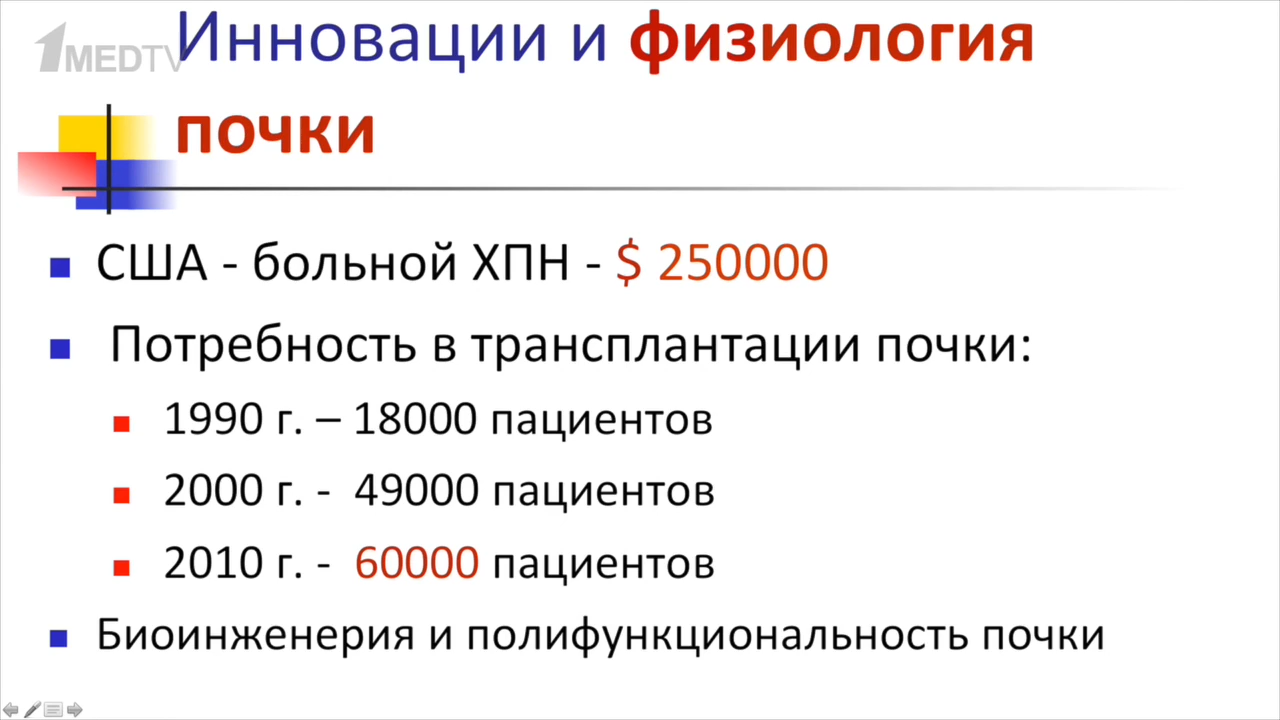 1MEDTV
Инновации и физиология
почки
США - больной ХПН - $ 250000
Потребность в трансплантации почки:
1990 г. – 18000 пациентов
2000 г. - 49000 пациентов
2010 г. - 60000 пациентов
Биоинженерия и полифункциональность почки